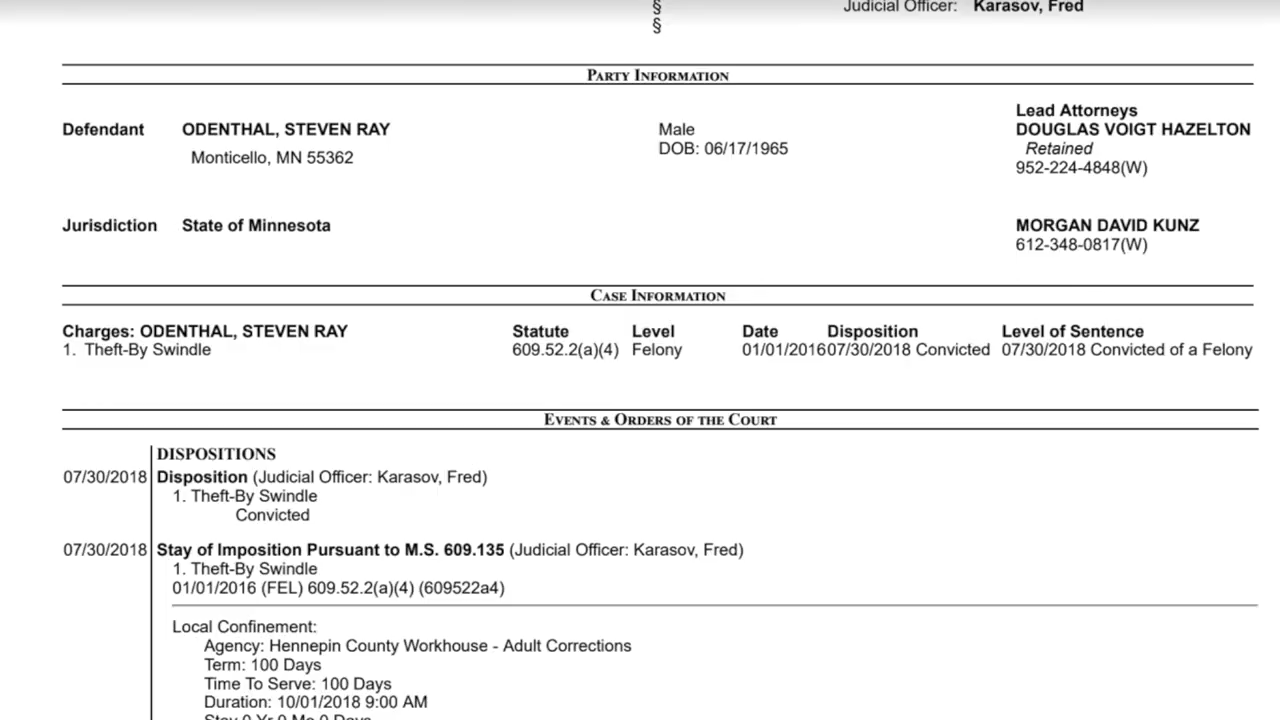 § Judicial Officer: Karasov, Fred
§
PARTY INFORMATION
Lead Attorneys
Defendant ODENTHAL, STEVEN RAY Male DOUGLAS VOIGT HAZELTON
Monticello, MN 55362 DOB: 06/17/1965 Retained
952-224-4848(W)
Jurisdiction State of Minnesota MORGAN DAVID KUNZ
612-348-0817(W)
CASE INFORMATION
Charges: ODENTHAL, STEVEN RAY Statute Level Date Disposition Level of Sentence
1. Theft-By Swindle 609.52.2(a)(4) Felony 01/01/2016 07/30/2018 Convicted 07/30/2018 Convicted of a Felony
EVENTS & ORDERS OF THE COURT
DISPOSITIONS
07/30/2018 Disposition (Judicial Officer: Karasov, Fred)
1. Theft-By Swindle
Convicted
07/30/2018 Stay of Imposition Pursuant to M.S. 609.135 (Judicial Officer: Karasov, Fred)
1. Theft-By Swindle
01/01/2016 (FEL) 609.52.2(a)(4) (609522a4)
Local Confinement:
Agency: Hennepin County Workhouse - Adult Corrections
Term: 100 Days
Time To Serve: 100 Days
Duration: 10/01/2018 9:00 AM
Stay 0 Yr 0 Mo 0 Days